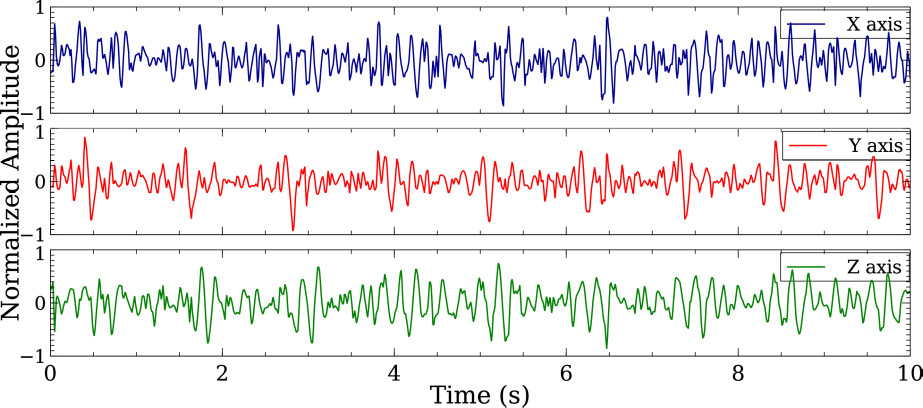 Normalized Amplitude
1
0
−1
X axis
1
0
−1
Y axis
1
0
−1
Z axis
0 2 4 6 8 10
Time (s)